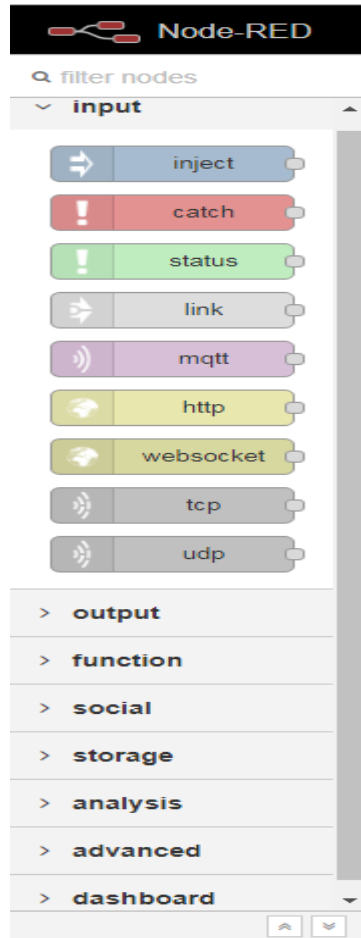 Node-RED
filter nodes
input
inject
catch
status
link
mqtt
http
websocket
tcp
udp
output
function
social
storage
analysis
advanced
dashboard